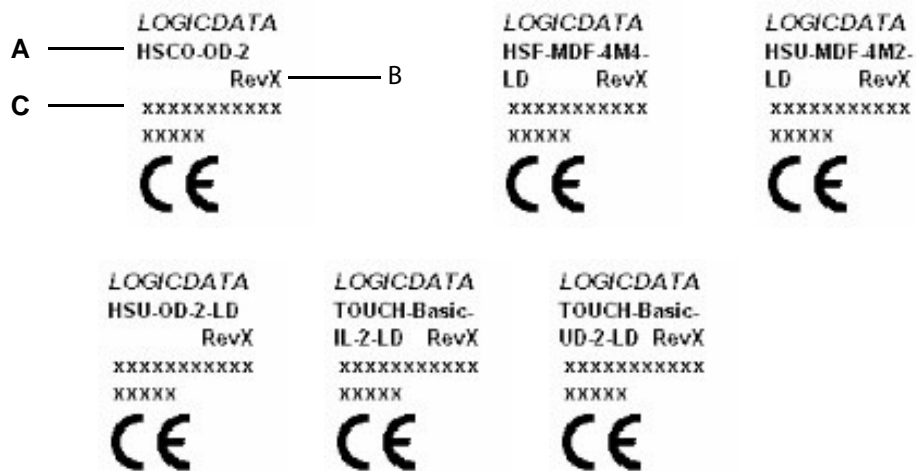 LOGICDATA
A HSCO-OD-2
RevX B
C xxxxxxxxxxx
xxxxx
CE
LOGICDATA
HSF-MDF-4M4-
LD RevX
xxxxxxxxxxx
xxxxx
CE
LOGICDATA
HSU-MDF-4M2-
LD RevX
xxxxxxxxxxx
xxxxx
CE
LOGICDATA
HSU-OD-2-LD
RevX
xxxxxxxxxxx
xxxxx
CE
LOGICDATA
TOUCH-Basic-
IL-2-LD RevX
xxxxxxxxxxx
xxxxx
CE
LOGICDATA
TOUCH-Basic-
UD-2-LD RevX
xxxxxxxxxxx
xxxxx
CE